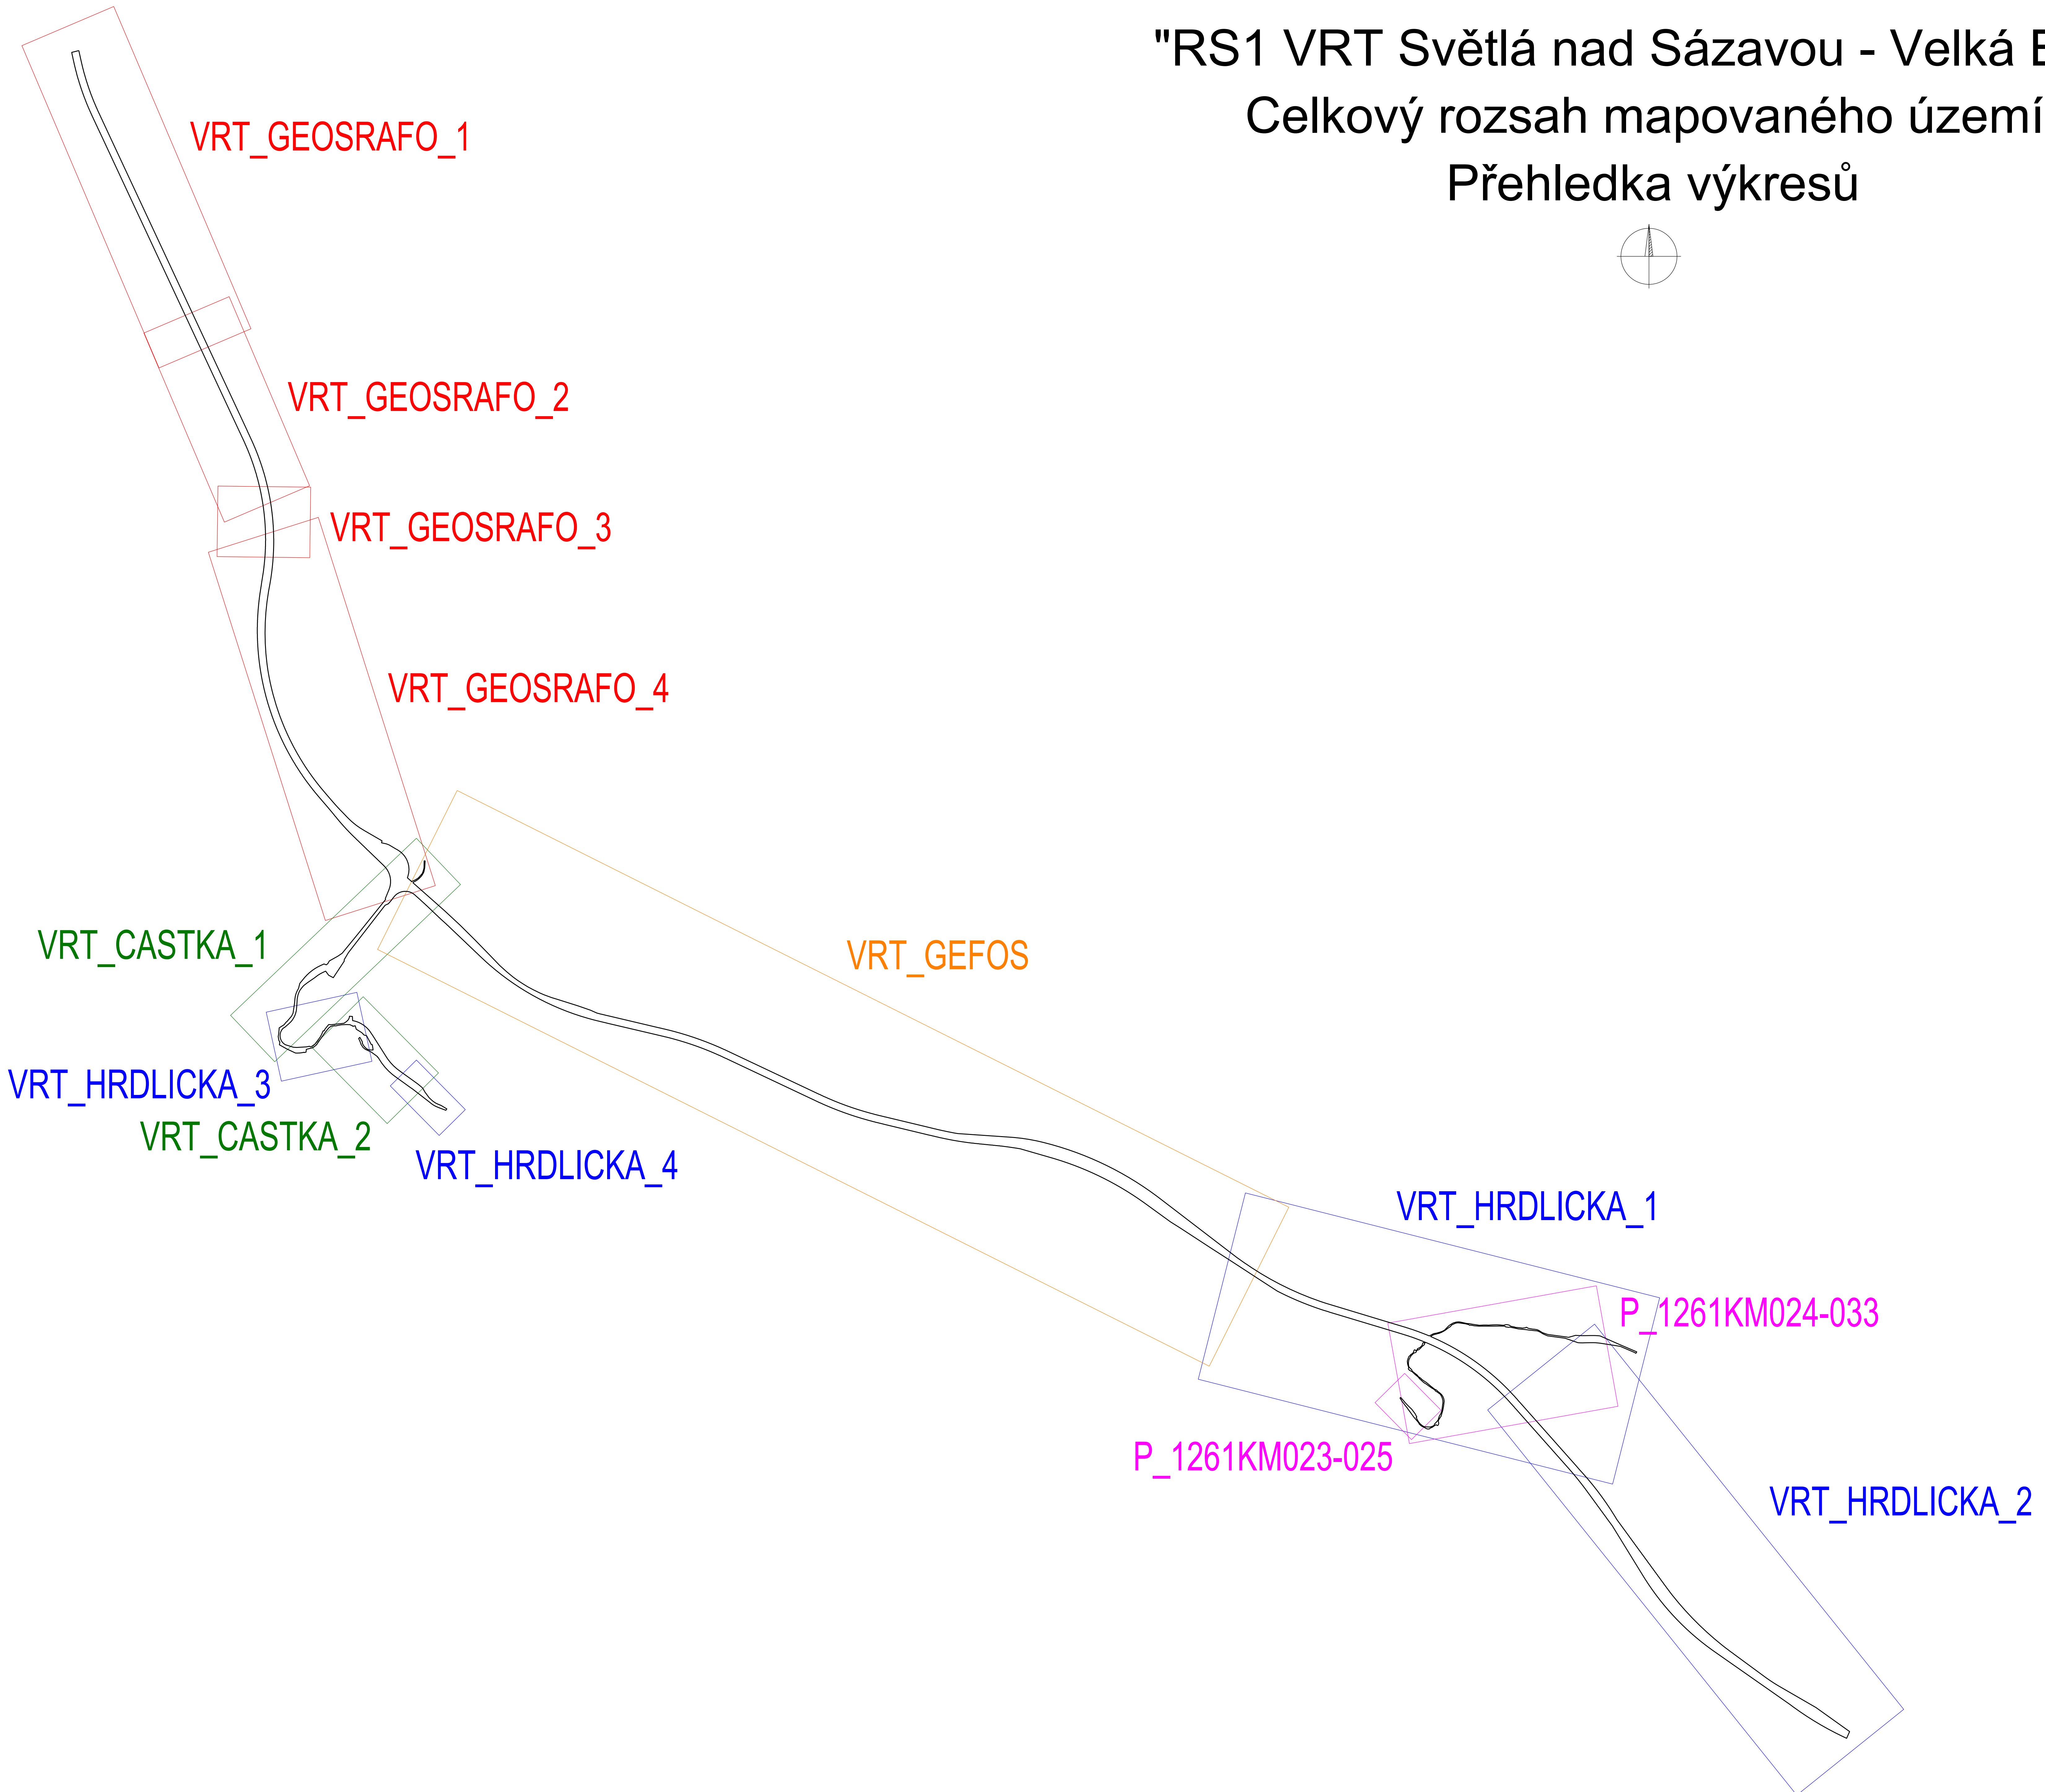 "RS1 VRT Světlá nad Sázavou - Velká
Celkový rozsah mapovaného území
Přehledka výkresů
VRT_GEOSRAFO_1
VRT_GEOSRAFO_2
VRT_GEOSRAFO_3
VRT_GEOSRAFO_4
VRT_CASTKA_1
VRT_GEFOS
VRT_HRDLICKA_3
VRT_CASTKA_2
VRT_HRDLICKA_4
VRT_HRDLICKA_1
P_1261KM024-033
P_1261KM023-025
VRT_HRDLICKA_2